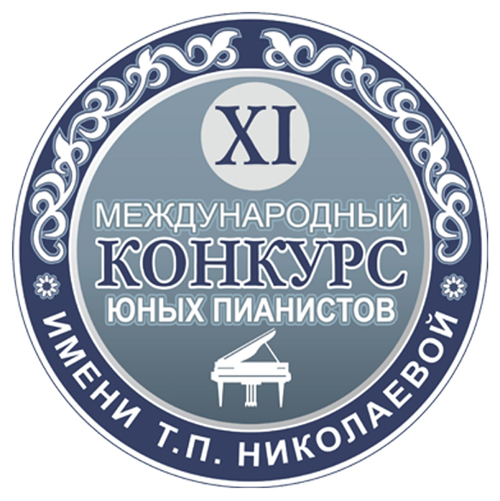 XI
МЕЖДУНАРОДНЫЙ
КОНКУРС
ЮНЫХ ПИАНИСТОВ
ИМЕНИ Т.П. НИКОЛАЕВОЙ